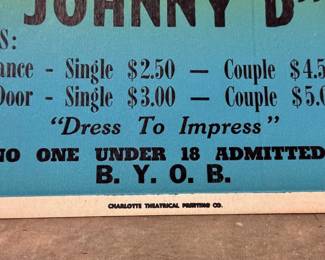 JOHNNY D"
S:
ance - Single $2.50 — Couple $4.5
Door - Single $3.00 — Couple $5.0
"Dress To Impress"
NO ONE UNDER 18 ADMITTED
B. Y. O. B.
CHARLOTTE THEATRICAL PRINTING CO.